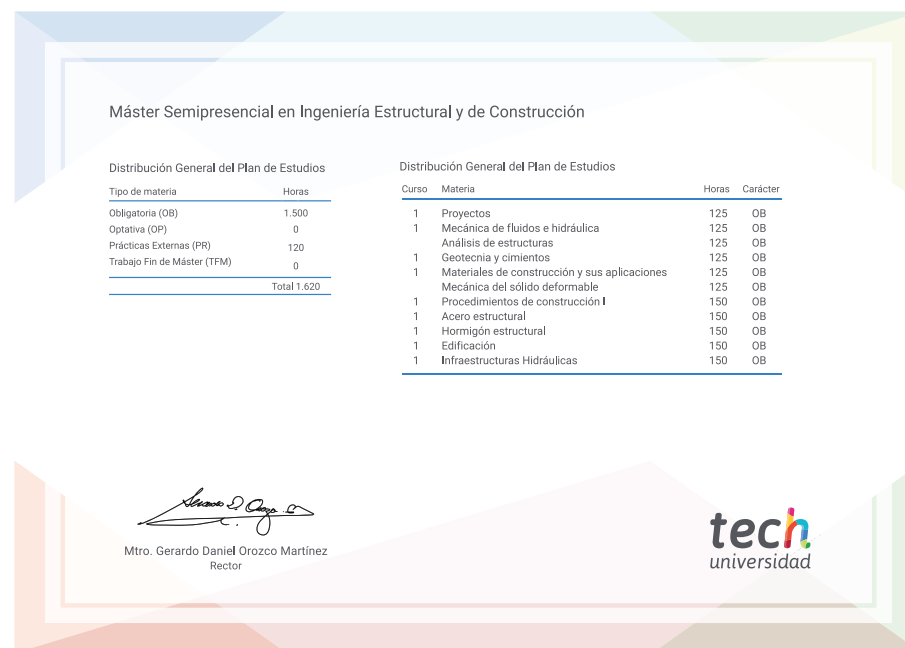 Máster Semipresencial en Ingeniería Estructural y de Construcción
Distribución General del Plan de Estudios
Tipo de materia Horas
Obligatoria (OB) 1.500
Optativa (OP) 0
Prácticas Externas (PR) 120
Trabajo Fin de Máster (TFM) 0
Total 1.620
Distribución General del Plan de Estudios
Curso Materia Horas Carácter
1 Proyectos 125 OB
1 Mecánica de fluidos e hidráulica 125 OB
Análisis de estructuras 125 OB
1 Geotecnia y cimientos 125 OB
1 Materiales de construcción y sus aplicaciones 125 OB
Mecánica del sólido deformable 125 OB
1 Procedimientos de construcción I 150 OB
1 Acero estructural 150 OB
1 Hormigón estructural 150 OB
1 Edificación 150 OB
1 Infraestructuras Hidráulicas 150 OB
Mtro. Gerardo Daniel Orozco Martínez
Rector
tech
universidad